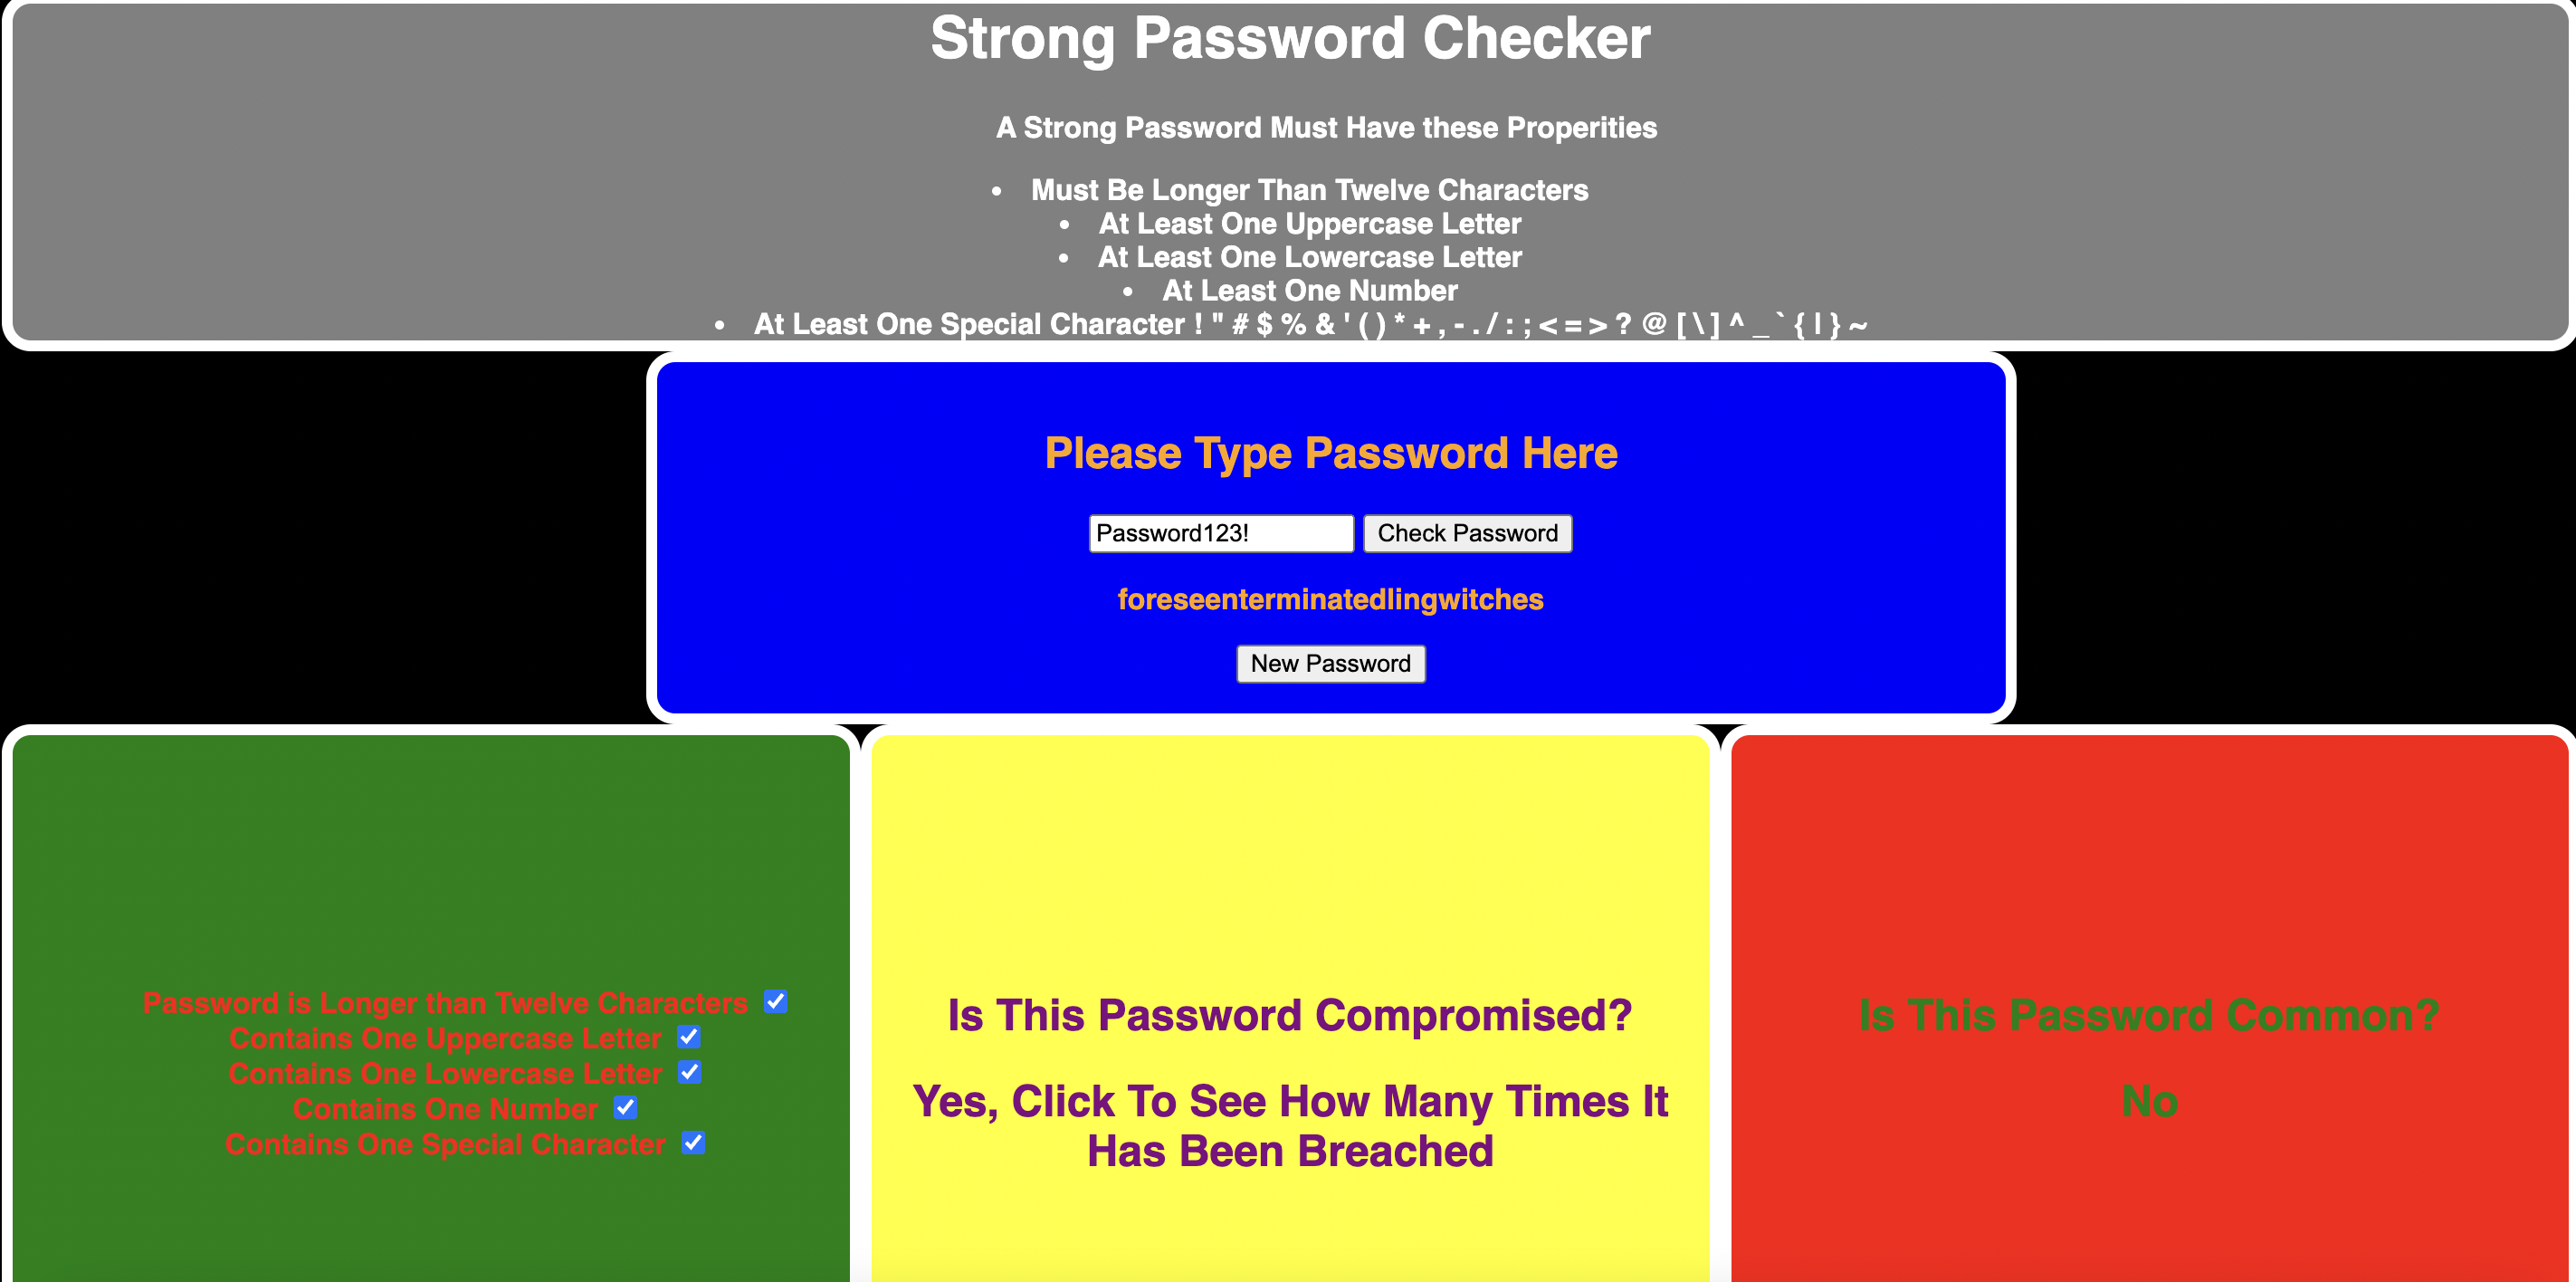 Strong Password Checker
A Strong Password Must Have these Properities
• Must Be Longer Than Twelve Characters
• At Least One Uppercase Letter
• At Least One Lowercase Letter
• At Least One Number
• At Least One Special Character ! " # $ % & ' ( ) * + , - . / : ; < = > ? @ [ \ ] ^ _ ` { | } ~
Please Type Password Here
Password123! Check Password
foreseenterminatedlingwitches
New Password
Password is Longer than Twelve Characters
Contains One Uppercase Letter
Contains One Lowercase Letter
Contains One Number
Contains One Special Character
Is This Password Compromised?
Yes, Click To See How Many Times It
Has Been Breached
Is This Password Common?
No